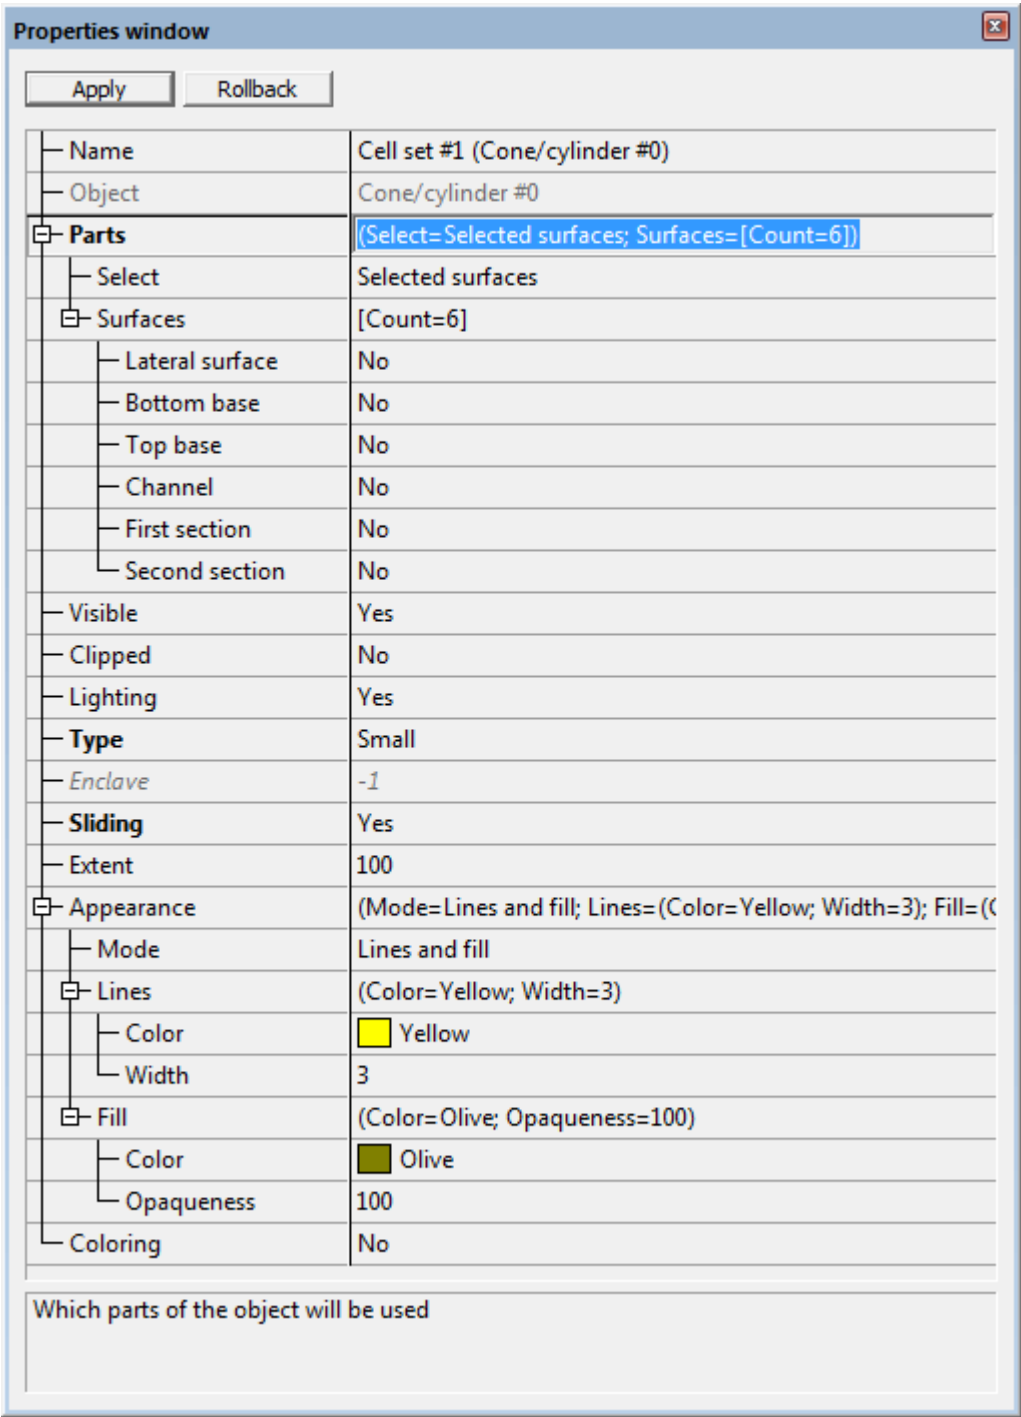 Properties window
Apply Rollback
Name Cell set #1 (Cone/cylinder #0)
Object Cone/cylinder #0
Parts (Select=Selected surfaces; Surfaces=[Count=6])
Select Selected surfaces
Surfaces [Count=6]
Lateral surface No
Bottom base No
Top base No
Channel No
First section No
Second section No
Visible Yes
Clipped No
Lighting Yes
Type Small
Enclave -1
Sliding Yes
Extent 100
Appearance (Mode=Lines and fill; Lines=(Color=Yellow; Width=3); Fill=(C
Mode Lines and fill
Lines (Color=Yellow; Width=3)
Color Yellow
Width 3
Fill (Color=Olive; Opaqueness=100)
Color Olive
Opaqueness 100
Coloring No
Which parts of the object will be used